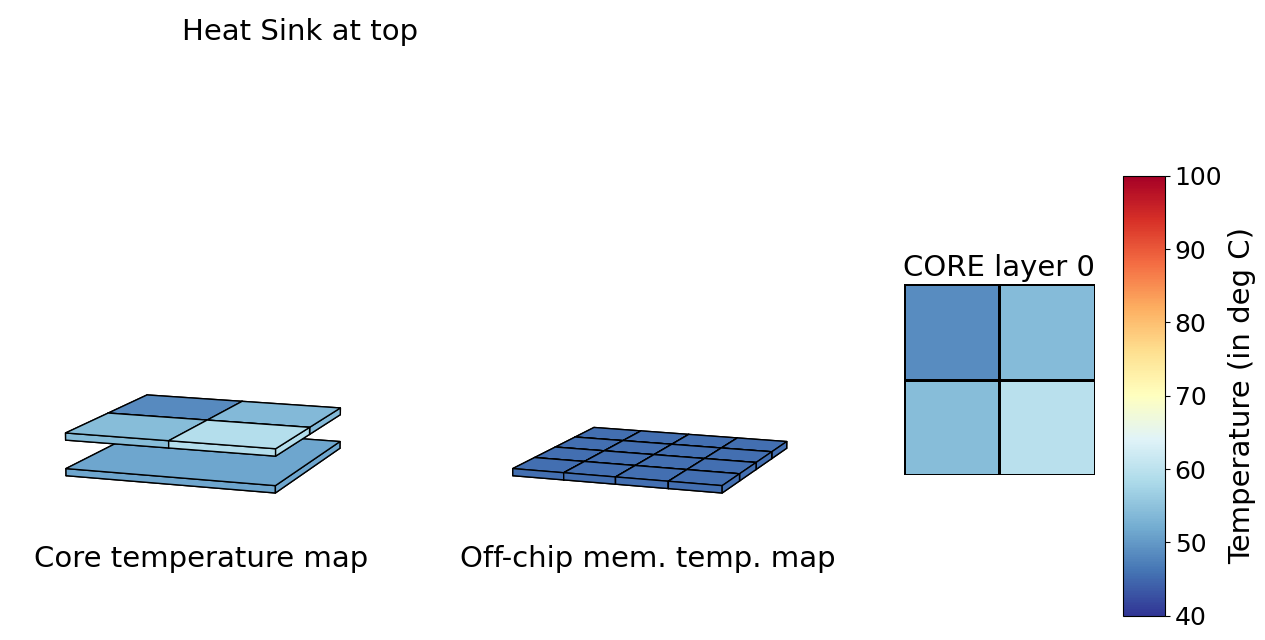 Heat Sink at top
CORE layer 0
100
90
80
70
60
50
40
Temperature (in deg C)
Core temperature map
Off-chip mem. temp. map